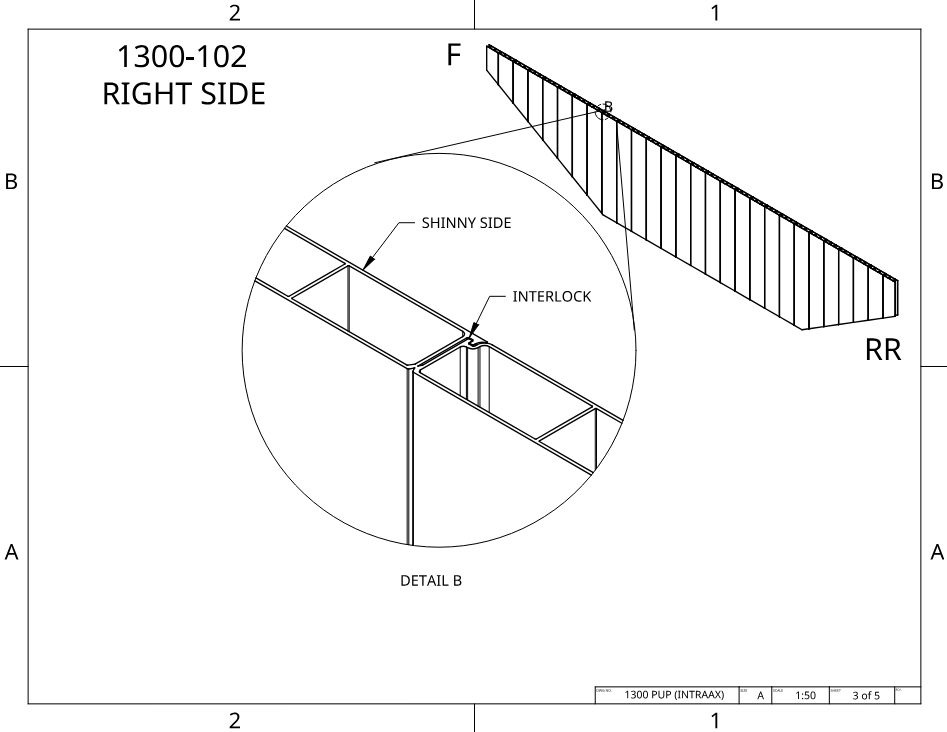 2 1
1300-102
RIGHT SIDE
F
B
B B
SHINNY SIDE
INTERLOCK
RR
A A
DETAIL B
DWG NO. 1300 PUP (INTRAAX) SIZE A SCALE 1:50 SHEET 3 of 5
2 1